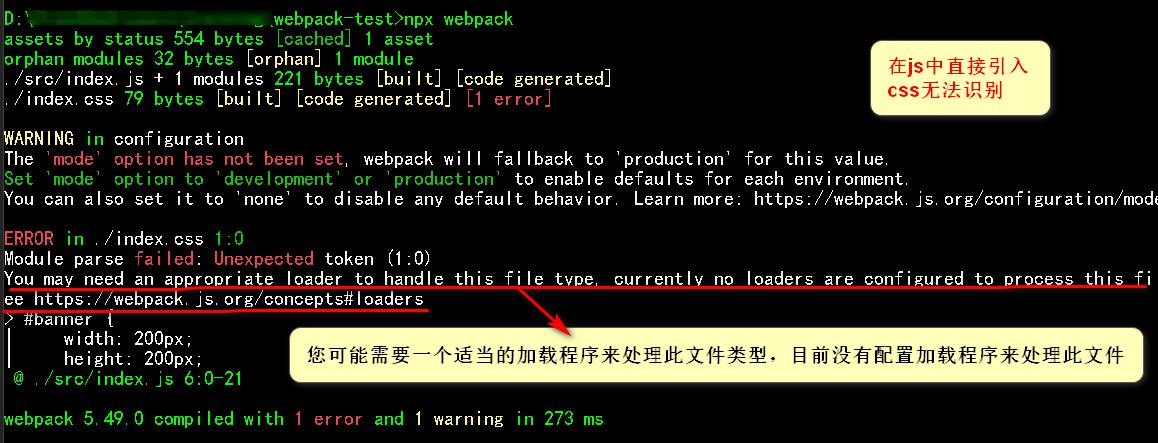 D:\webpack-test>npx webpack
assets by status 554 bytes [cached] 1 asset
orphan modules 32 bytes [orphan] 1 module
./src/index.js + 1 modules 221 bytes [built] [code generated]
./index.css 79 bytes [built] [code generated] [1 error]
在js中直接引入
css无法识别
WARNING in configuration
The 'mode' option has not been set, webpack will fallback to 'production' for this value.
Set 'mode' option to 'development' or 'production' to enable defaults for each environment.
You can also set it to 'none' to disable any default behavior. Learn more: https://webpack.js.org/configuration/mode
ERROR in ./index.css 1:0
Module parse failed: Unexpected token (1:0)
You may need an appropriate loader to handle this file type, currently no loaders are configured to process this fi
ee https://webpack.js.org/concepts#loaders
> #banner {
|     width: 200px;
|     height: 200px;
您可能需要一个适当的加载程序来处理此文件类型，目前没有配置加载程序来处理此文件
@ ./src/index.js 6:0-21
webpack 5.49.0 compiled with 1 error and 1 warning in 273 ms